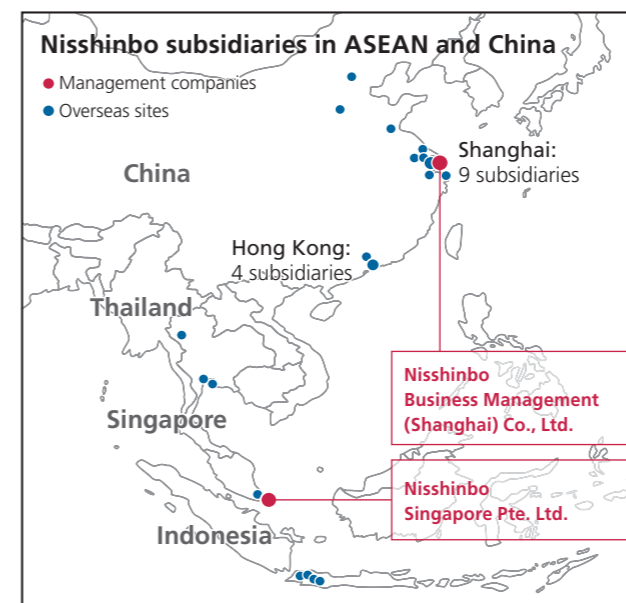 Nisshinbo subsidiaries in ASEAN and China
Management companies
Overseas sites
China
Shanghai:
9 subsidiaries
Hong Kong:
4 subsidiaries
Thailand
Nisshinbo
Business Management
(Shanghai) Co., Ltd.
Singapore
Nisshinbo
Singapore Pte. Ltd.
Indonesia